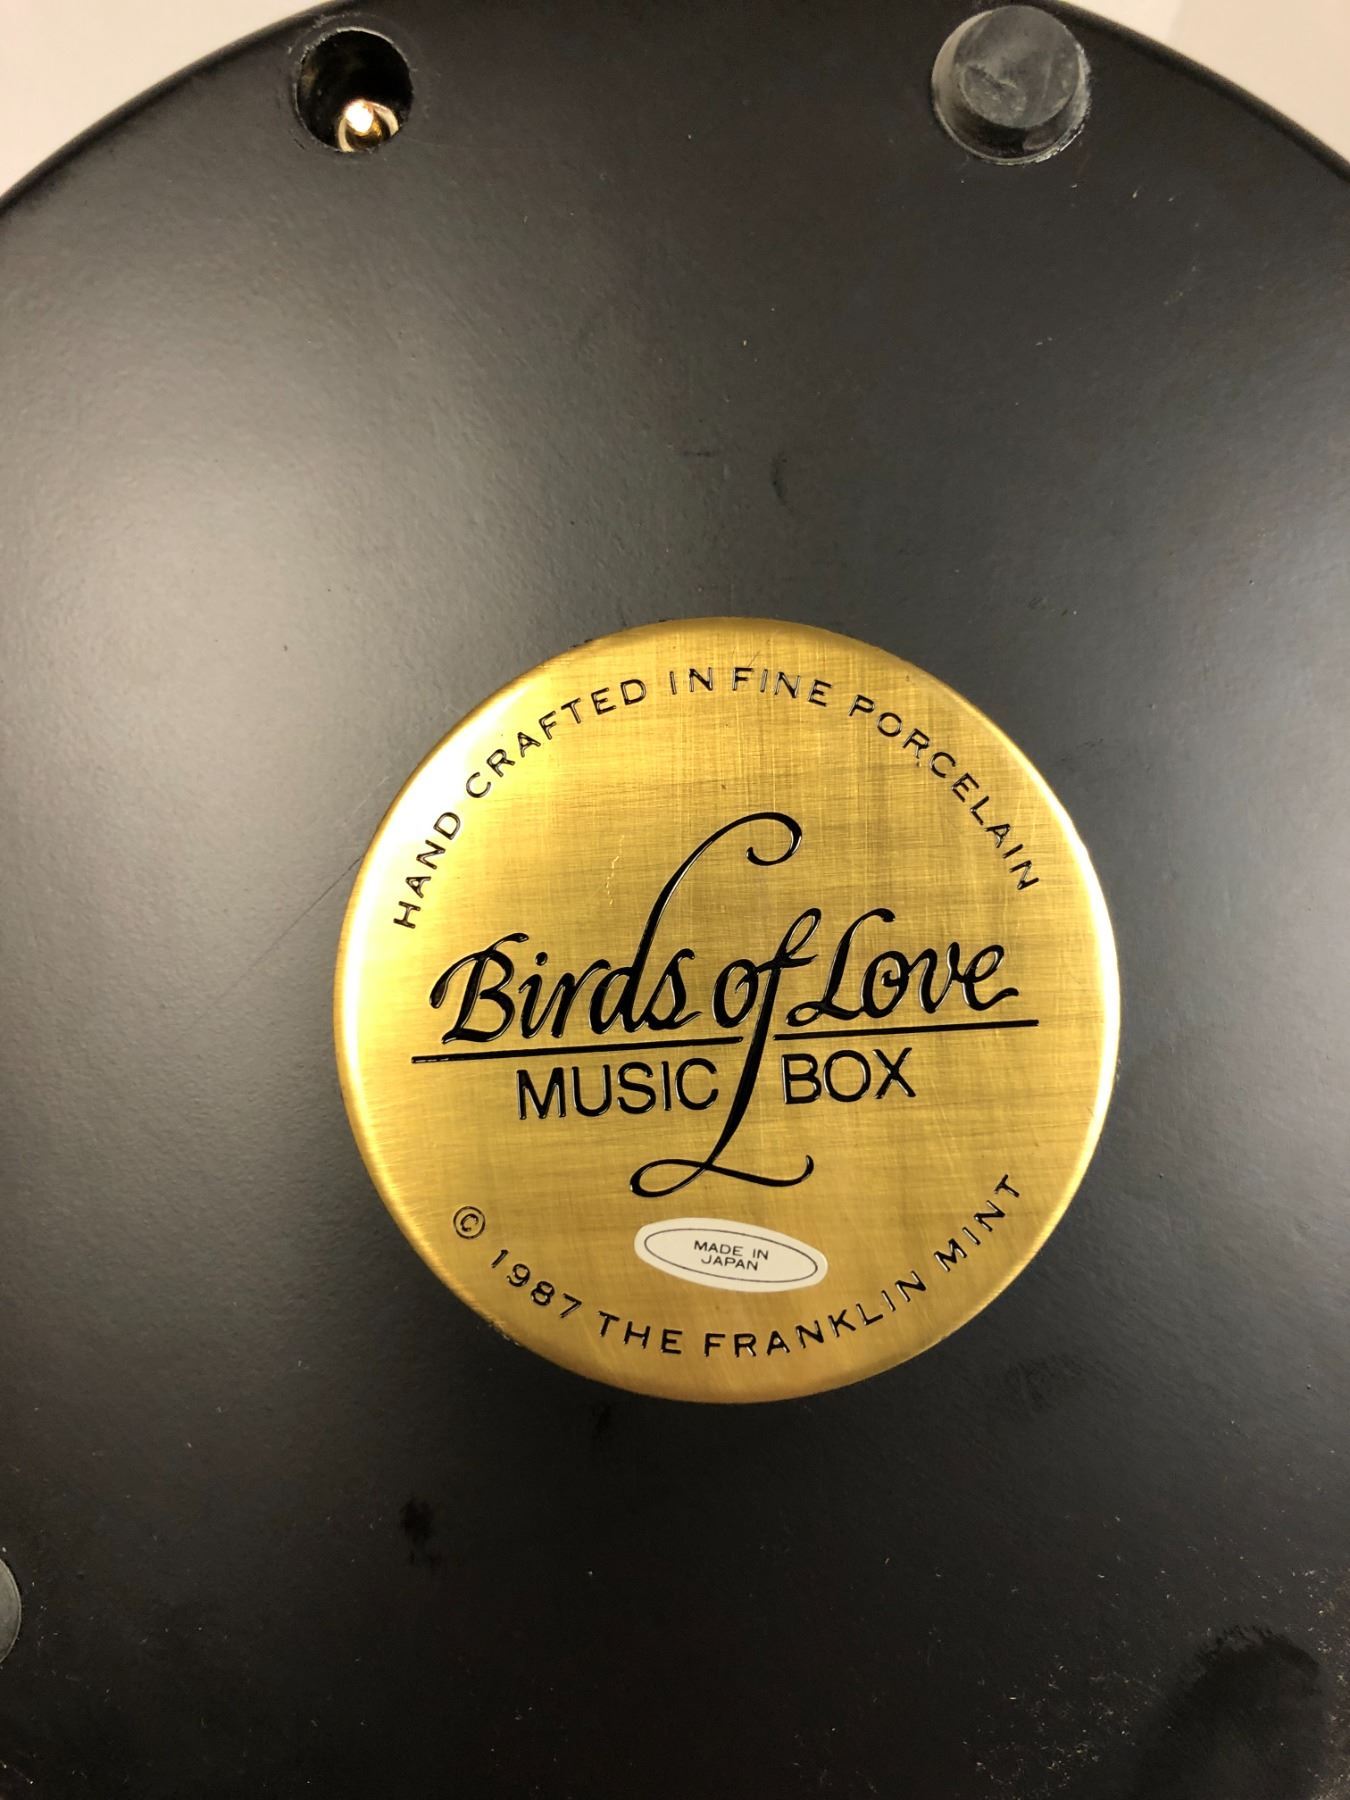 HAND CRAFTED IN FINE PORCELAIN
Birds of Love
MUSIC BOX
MADE IN
JAPAN
© 1987 THE FRANKLIN MINT